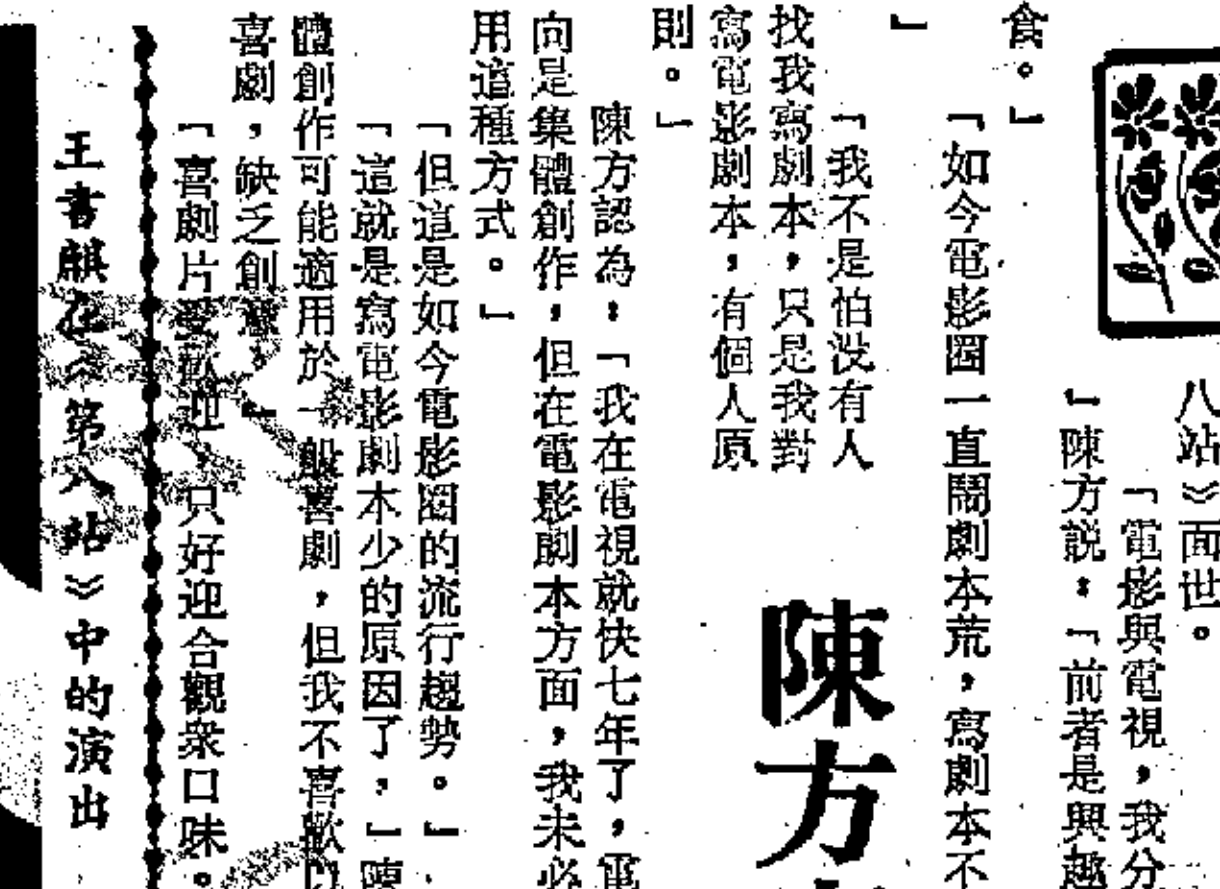 八站》面世。
「電影與電視,我分
」陳方説:「前者是興趣
食。」
「如今電影圈一直鬧劇本荒,寫劇本不
」
陳方
「我不是怕没有人
找我寫劇本,只是我對
寫電影劇本,有個人原
則。」
陳方認為:「我在電視就快七年了,電
向是集體創作,但在電影劇本方面,我未必
用這種方式。」
「但這是如今電影圈的流行趨勢。」
「這就是寫電影劇本少的原因了,」陳
體創作可能適用於一般喜劇,但我不喜歡以
喜劇,缺乏創意。」
「喜劇片受歡迎,只好迎合觀衆口味。
王書麒在《第八站》中的演出